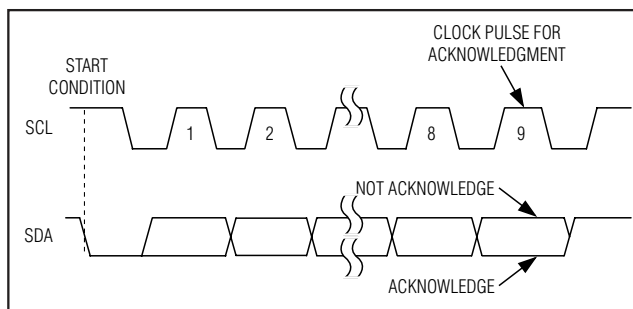 CLOCK PULSE FOR
ACKNOWLEDGMENT
START
CONDITION
SCL
1
2
8
9
NOT ACKNOWLEDGE
SDA
ACKNOWLEDGE